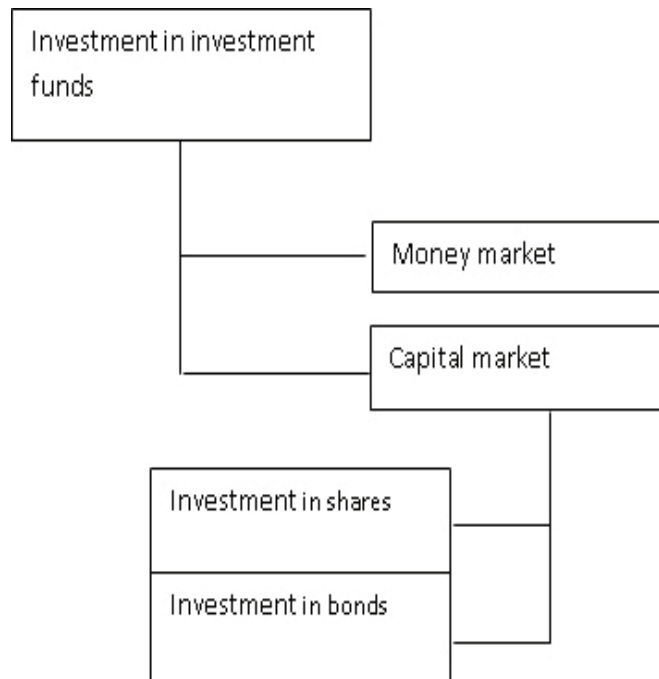 Investment in investment
funds
Money market
Capital market
Investment in shares
Investment in bonds